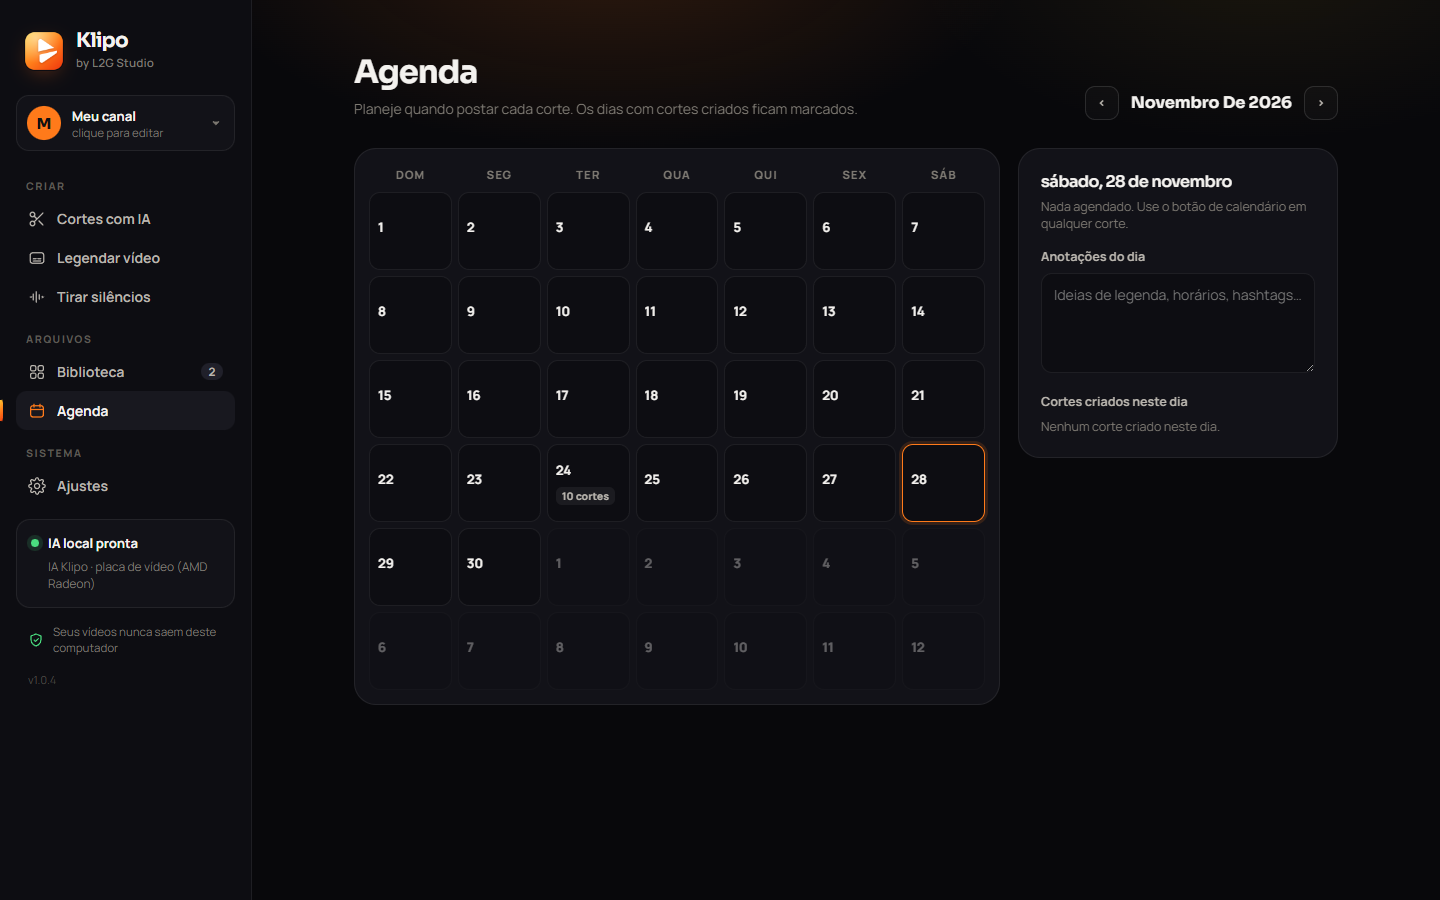 Klipo
by L2G Studio
M
Meu canal
clique para editar
CRIAR
Cortes com IA
Legendar vídeo
Tirar silêncios
ARQUIVOS
Biblioteca
2
Agenda
SISTEMA
Ajustes
IA local pronta
IA Klipo · placa de vídeo (AMD
Radeon)
Seus vídeos nunca saem deste
computador
v1.0.4
Agenda
Planeje quando postar cada corte. Os dias com cortes criados ficam marcados.
‹ Novembro De 2026 ›
DOM SEG TER QUA QUI SEX SÁB
1 2 3 4 5 6 7
8 9 10 11 12 13 14
15 16 17 18 19 20 21
22 23 24 25 26 27 28
10 cortes
29 30 1 2 3 4 5
6 7 8 9 10 11 12
sábado, 28 de novembro
Nada agendado. Use o botão de calendário em
qualquer corte.
Anotações do dia
Ideias de legenda, horários, hashtags…
Cortes criados neste dia
Nenhum corte criado neste dia.